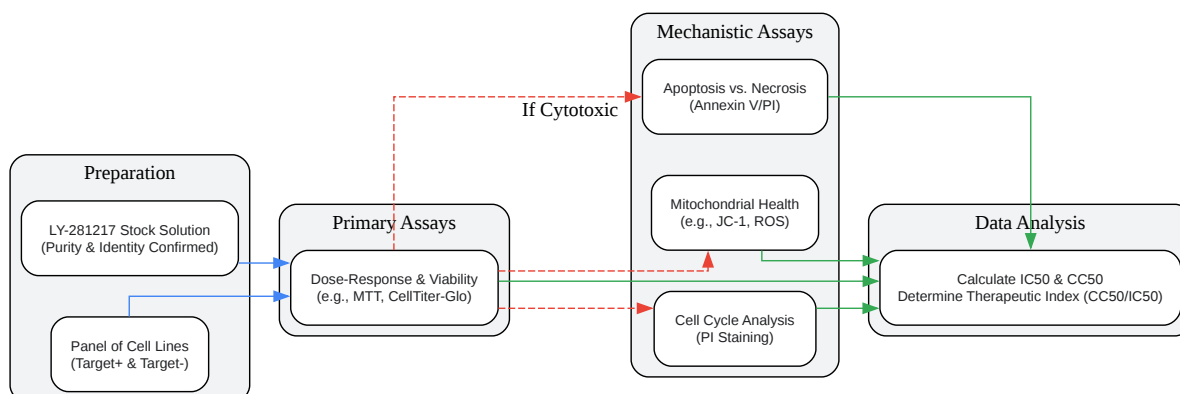 Preparation
LY-281217 Stock Solution
(Purity & Identity Confirmed)
Panel of Cell Lines
(Target+ & Target-)
Primary Assays
Dose-Response & Viability
(e.g., MTT, CellTiter-Glo)
If Cytotoxic
Mechanistic Assays
Apoptosis vs. Necrosis
(Annexin V/PI)
Mitochondrial Health
(e.g., JC-1, ROS)
Cell Cycle Analysis
(PI Staining)
Data Analysis
Calculate IC50 & CC50
Determine Therapeutic Index (CC50/IC50)